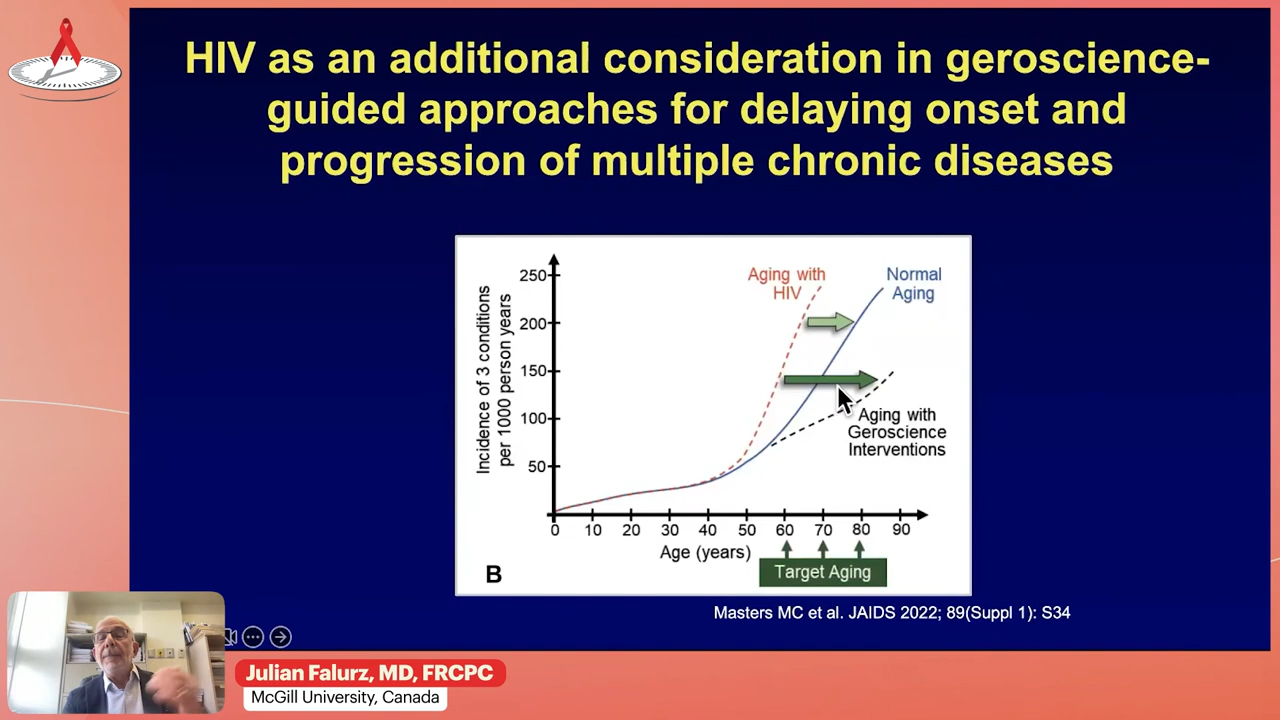 HIV as an additional consideration in geroscience-
guided approaches for delaying onset and
progression of multiple chronic diseases
Incidence of 3 conditions
per 1000 person years
250
200
150
100
50
Aging with
HIV
Normal
Aging
Aging with
Geroscience
Interventions
0 10 20 30 40 50 60 70 80 90
Age (years)
Target Aging
B
Masters MC et al. JAIDS 2022; 89(Suppl 1): S34
Julian Falurz, MD, FRCPC
McGill University, Canada